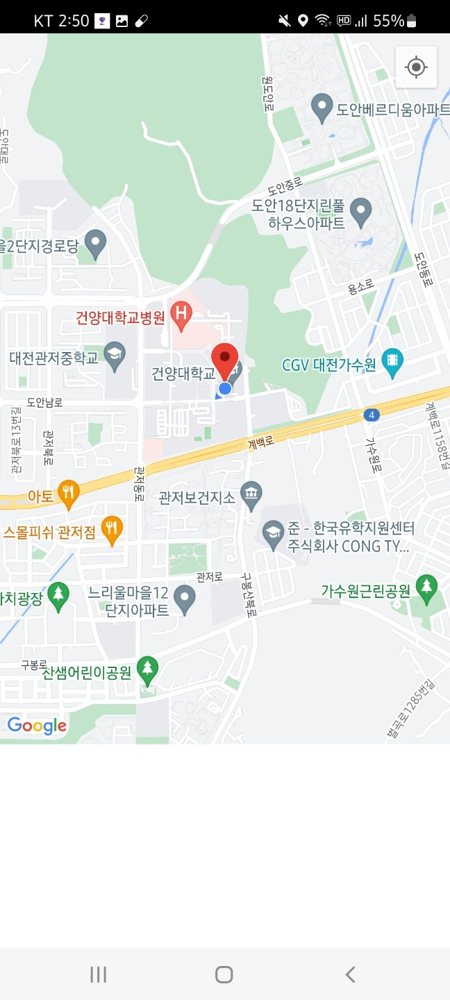 KT 2:50
HD
55%
원도안로
도안베르디움아파트
도안중로
도안18단지린풀
하우스아파트
을2단지경로당
도안동로
용소로
건양대학교병원
H
대전관저중학교
건양대학교
CGV 대전가수원
도안남로
4
관저북로13번길
관저북로
계백로
계백로1158번길
가수원로
관저동로
아토
관저보건지소
스몰피쉬 관저점
준 - 한국유학지원센터
주식회사 CONG TY...
관저로
구봉산북로
가수원근린공원
치광장
느리울마을12
단지아파트
구봉로
산샘어린이공원
벌곡로1285번길
Google